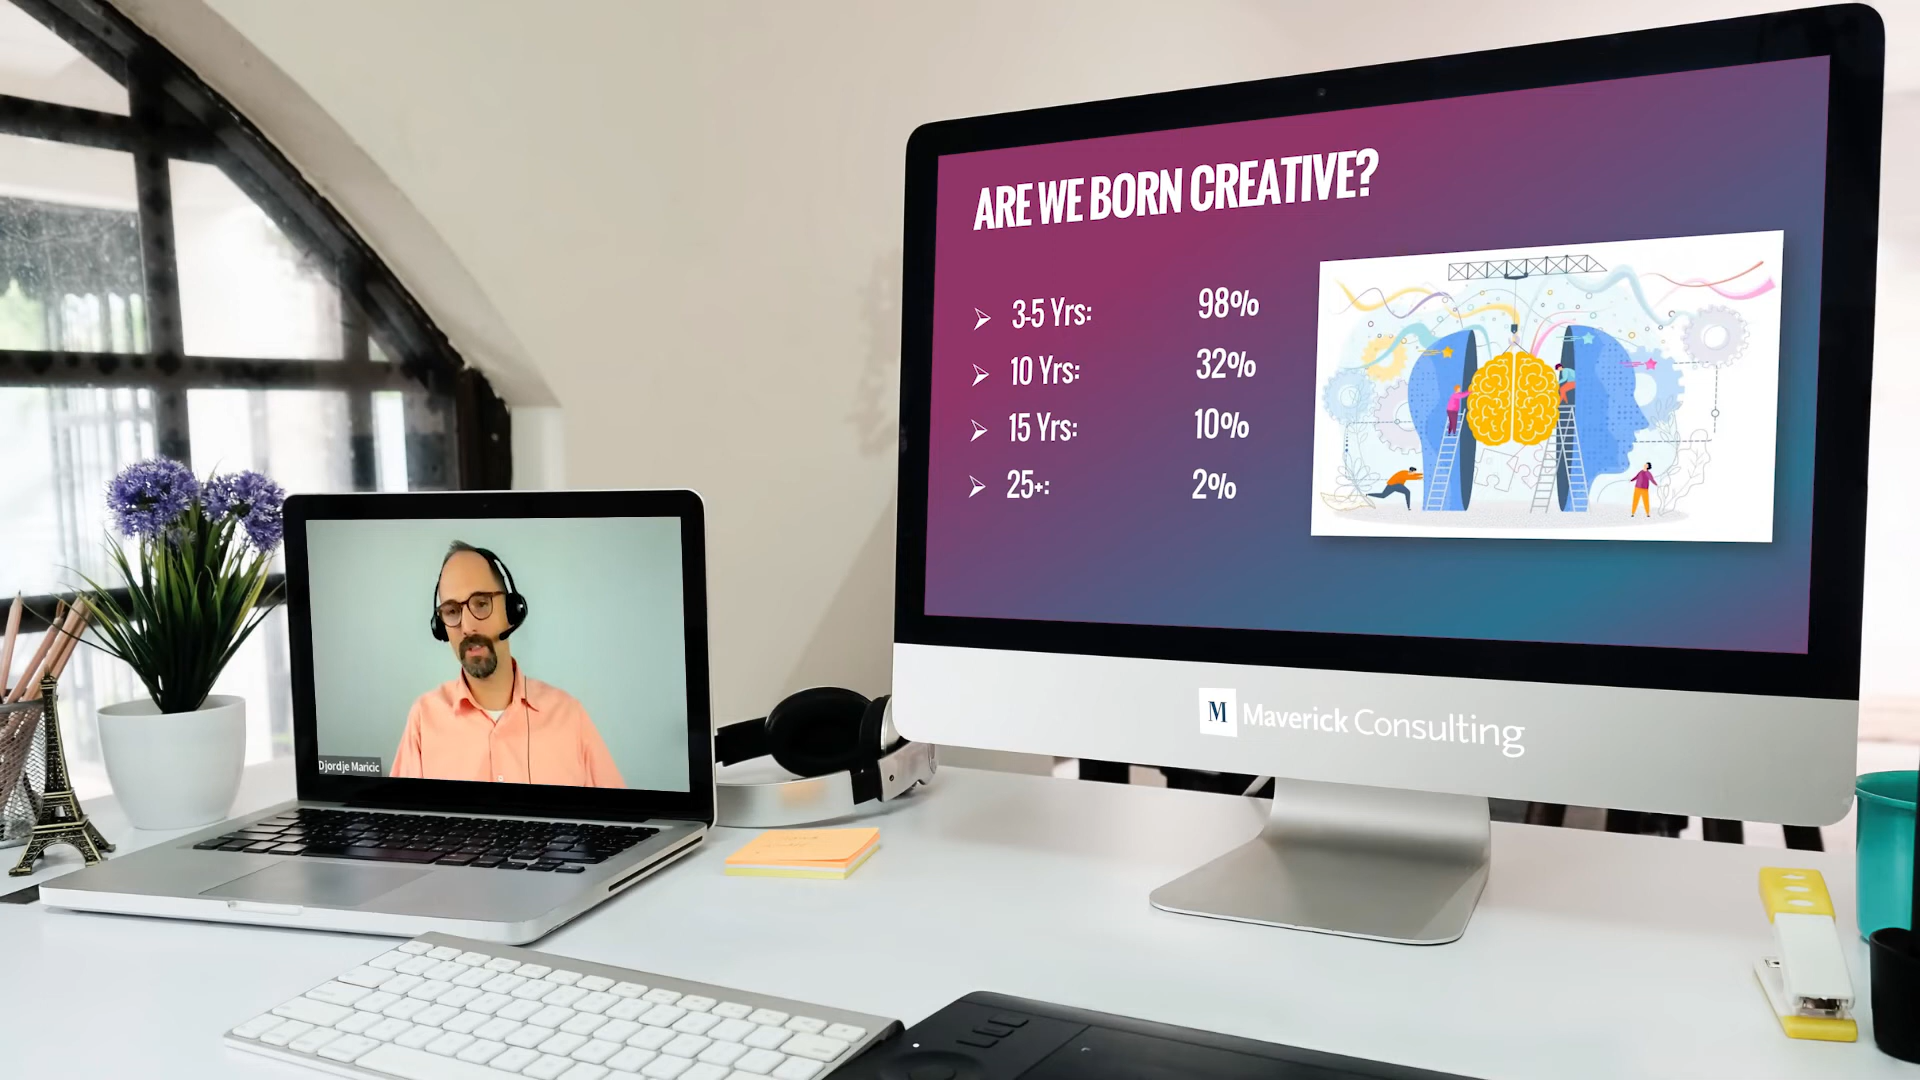 ARE WE BORN CREATIVE?
➢ 3-5 Yrs: 98%
➢ 10 Yrs: 32%
➢ 15 Yrs: 10%
➢ 25+: 2%
Djordje Maricic
M Maverick Consulting